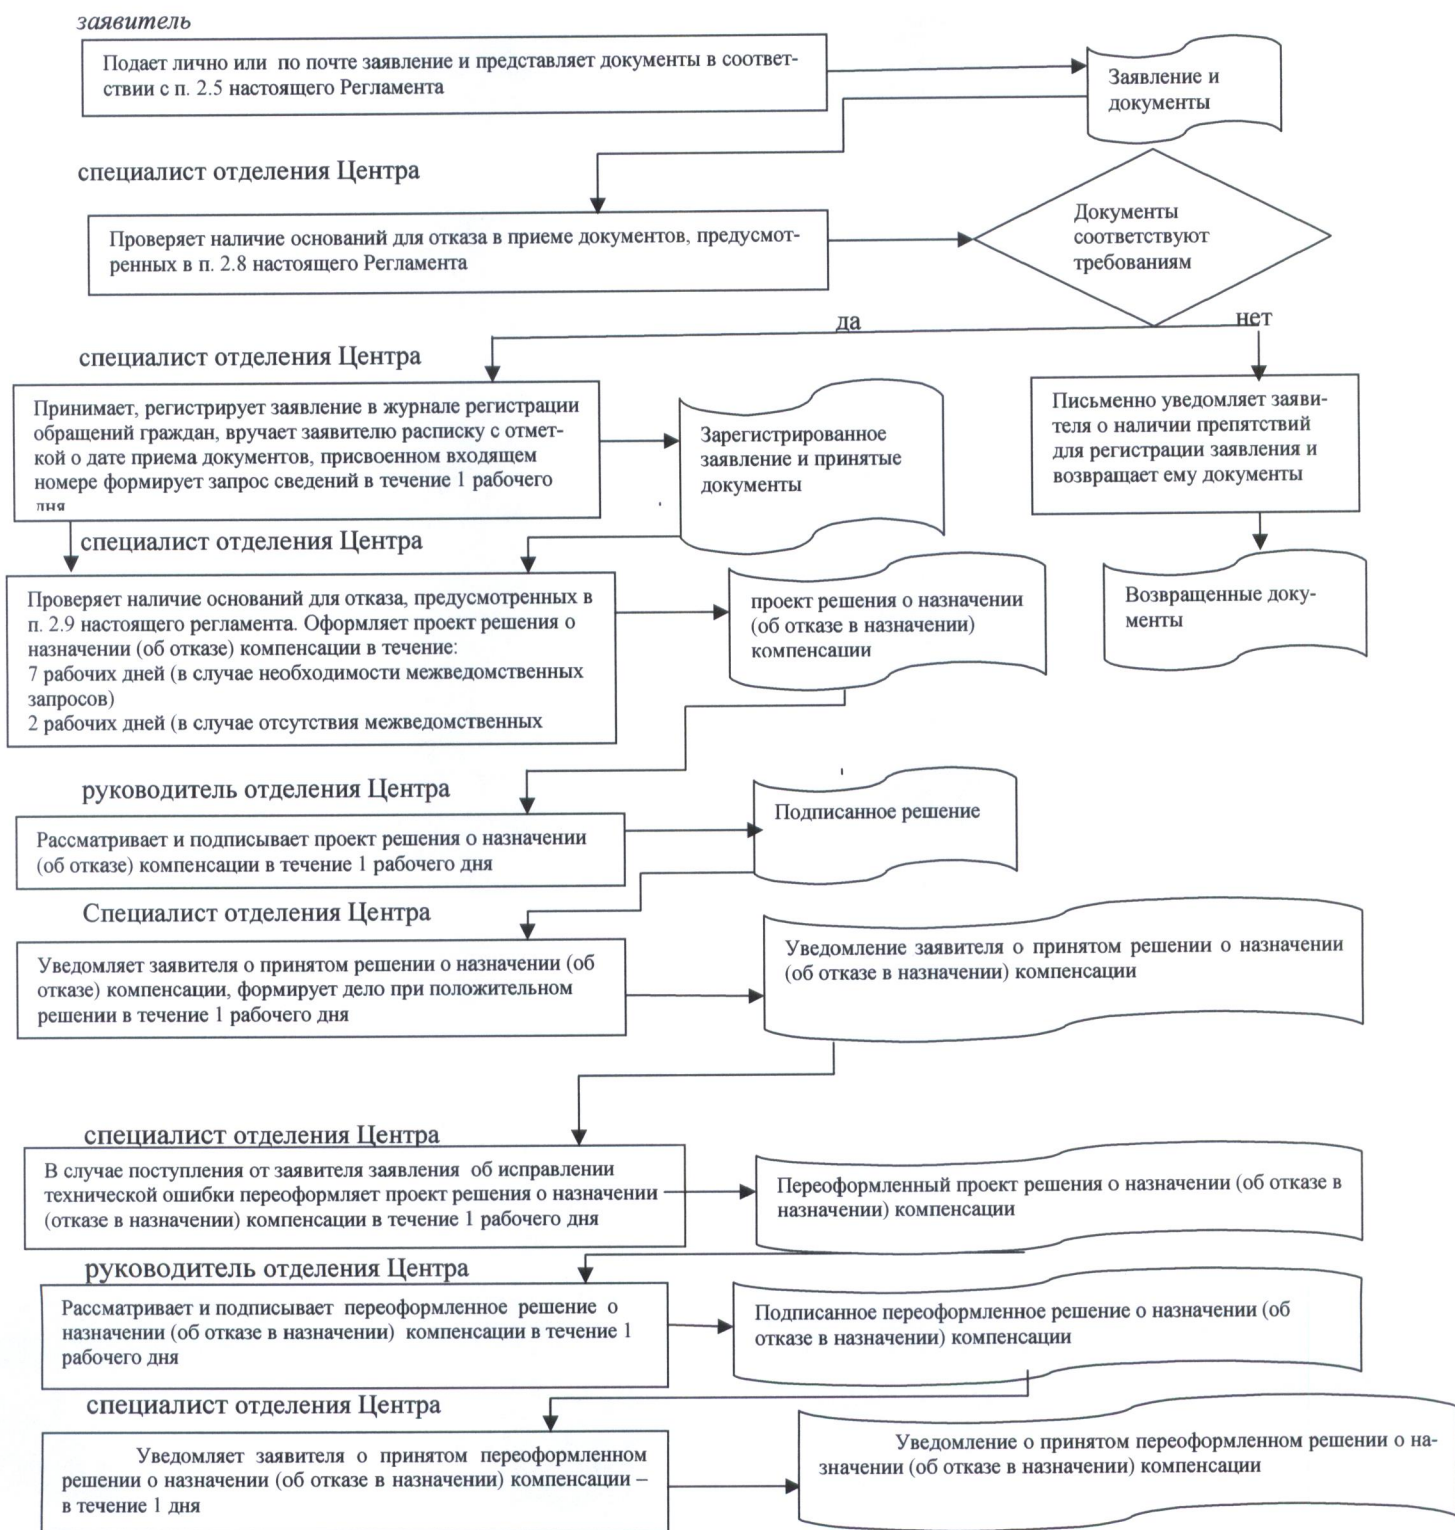 заявитель
Подает лично или по почте заявление и представляет документы в соответ-
ствии с п. 2.5 настоящего Регламента
Заявление и
документы
специалист отделения Центра
Проверяет наличие оснований для отказа в приеме документов, предусмот-
ренных в п. 2.8 настоящего Регламента
Документы
соответствуют
требованиям
да
нет
специалист отделения Центра
Принимает, регистрирует заявление в журнале регистрации
обращений граждан, вручает заявителю расписку с отмет-
кой о дате приема документов, присвоенном входящем
номере формирует запрос сведений в течение 1 рабочего
дня
Зарегистрированное
заявление и принятые
документы
Письменно уведомляет заяви-
теля о наличии препятствий
для регистрации заявления и
возвращает ему документы
специалист отделения Центра
Проверяет наличие оснований для отказа, предусмотренных в
п. 2.9 настоящего регламента. Оформляет проект решения о
назначении (об отказе) компенсации в течение:
7 рабочих дней (в случае необходимости межведомственных
запросов)
2 рабочих дней (в случае отсутствия межведомственных
проект решения о назначении
(об отказе в назначении)
компенсации
Возвращенные доку-
менты
руководитель отделения Центра
Рассматривает и подписывает проект решения о назначении
(об отказе) компенсации в течение 1 рабочего дня
Подписанное решение
Специалист отделения Центра
Уведомляет заявителя о принятом решении о назначении (об
отказе) компенсации, формирует дело при положительном
решении в течение 1 рабочего дня
Уведомление заявителя о принятом решении о назначении
(об отказе в назначении) компенсации
специалист отделения Центра
В случае поступления от заявителя заявления об исправлении
технической ошибки переоформляет проект решения о назначении
(отказе в назначении) компенсации в течение 1 рабочего дня
Переоформленный проект решения о назначении (об отказе в
назначении) компенсации
руководитель отделения Центра
Рассматривает и подписывает переоформленное решение о
назначении (об отказе в назначении) компенсации в течение 1
рабочего дня
Подписанное переоформленное решение о назначении (об
отказе в назначении) компенсации
специалист отделения Центра
Уведомляет заявителя о принятом переоформленном
решении о назначении (об отказе в назначении) компенсации –
в течение 1 дня
Уведомление о принятом переоформленном решении о на-
значении (об отказе в назначении) компенсации